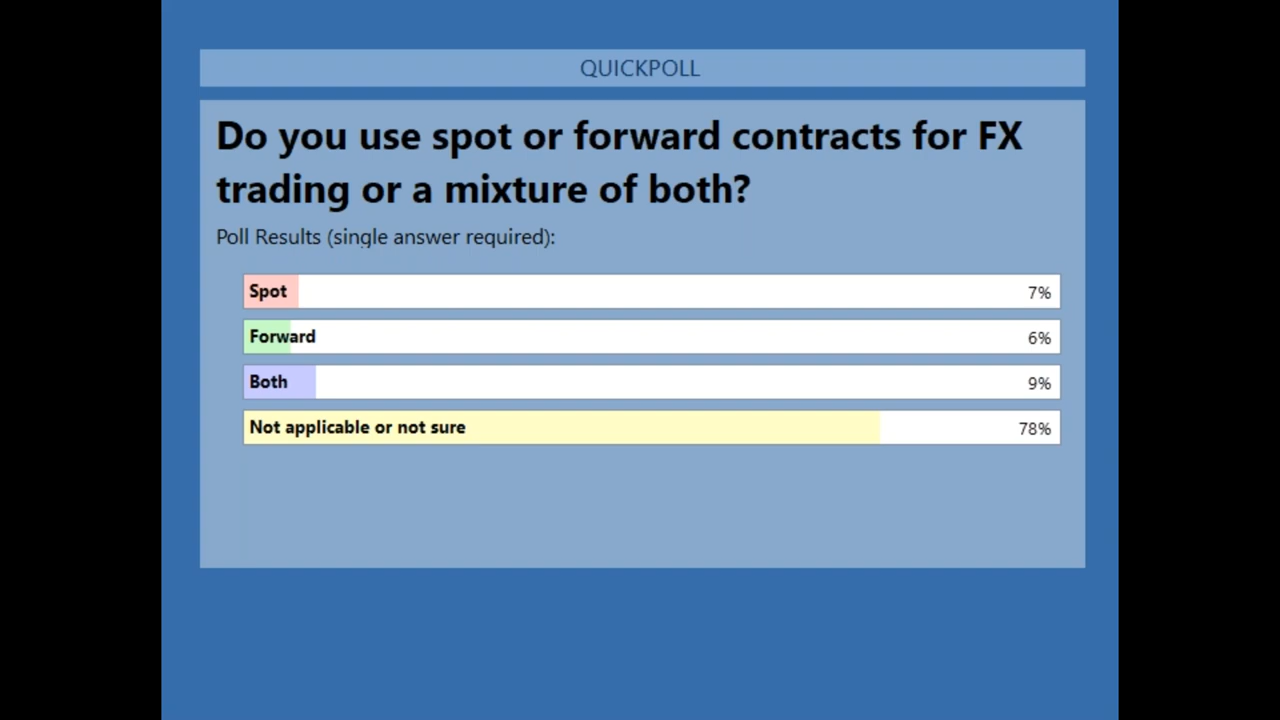 QUICKPOLL
Do you use spot or forward contracts for FX
trading or a mixture of both?
Poll Results (single answer required):
Spot 7%
Forward 6%
Both 9%
Not applicable or not sure 78%